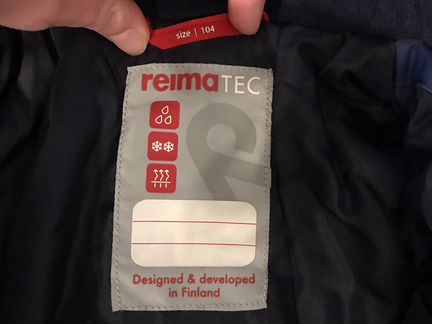 size | 104
reimaTEC
Designed & developed
in Finland